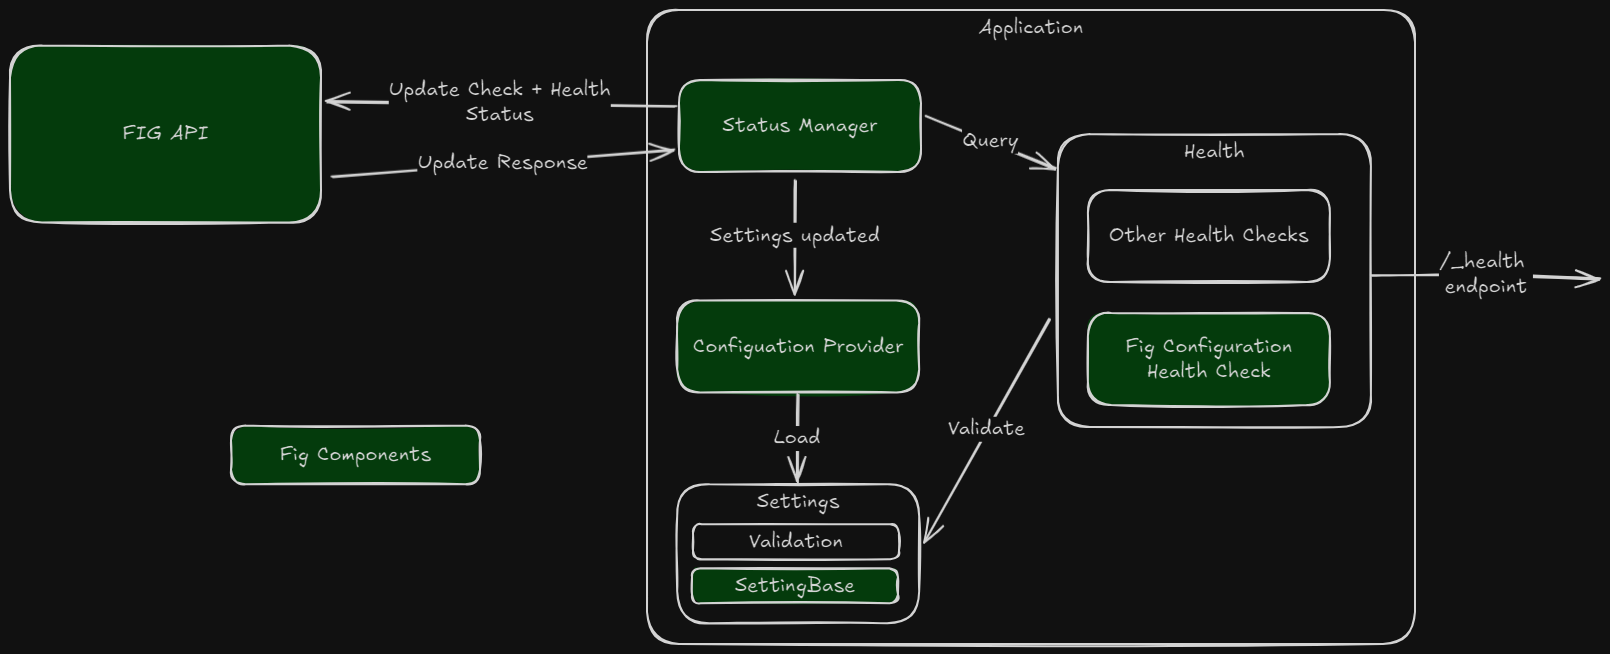 Application
FIG API
Update Check + Health
Status
Update Response
Status Manager
Query
Health
Other Health Checks
Fig Configuration
Health Check
/_health
endpoint
Settings updated
Configuation Provider
Load
Validate
Settings
Validation
SettingBase
Fig Components